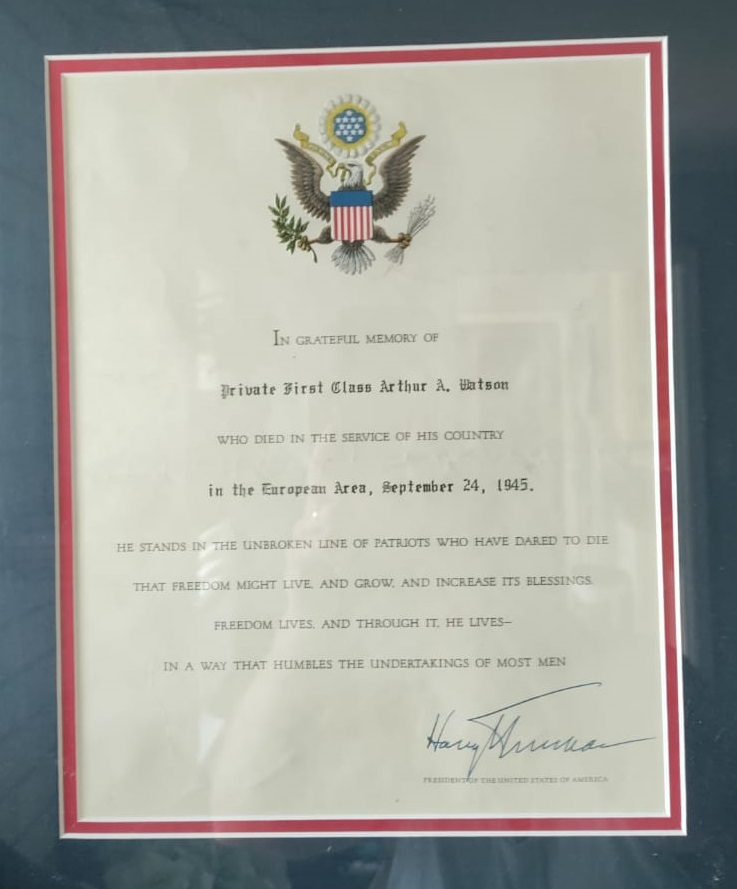 IN GRATEFUL MEMORY OF
Private First Class Arthur A. Watson
WHO DIED IN THE SERVICE OF HIS COUNTRY
in the European Area, September 24, 1945.
HE STANDS IN THE UNBROKEN LINE OF PATRIOTS WHO HAVE DARED TO DIE
THAT FREEDOM MIGHT LIVE, AND GROW, AND INCREASE ITS BLESSINGS.
FREEDOM LIVES, AND THROUGH IT, HE LIVES—
IN A WAY THAT HUMBLES THE UNDERTAKINGS OF MOST MEN
Harry Truman
PRESIDENT OF THE UNITED STATES OF AMERICA